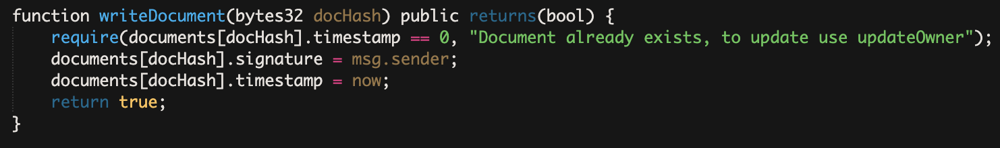 function writeDocument(bytes32 docHash) public returns(bool) {
    require(documents[docHash].timestamp == 0, "Document already exists, to update use updateOwner");
    documents[docHash].signature = msg.sender;
    documents[docHash].timestamp = now;
    return true;
}